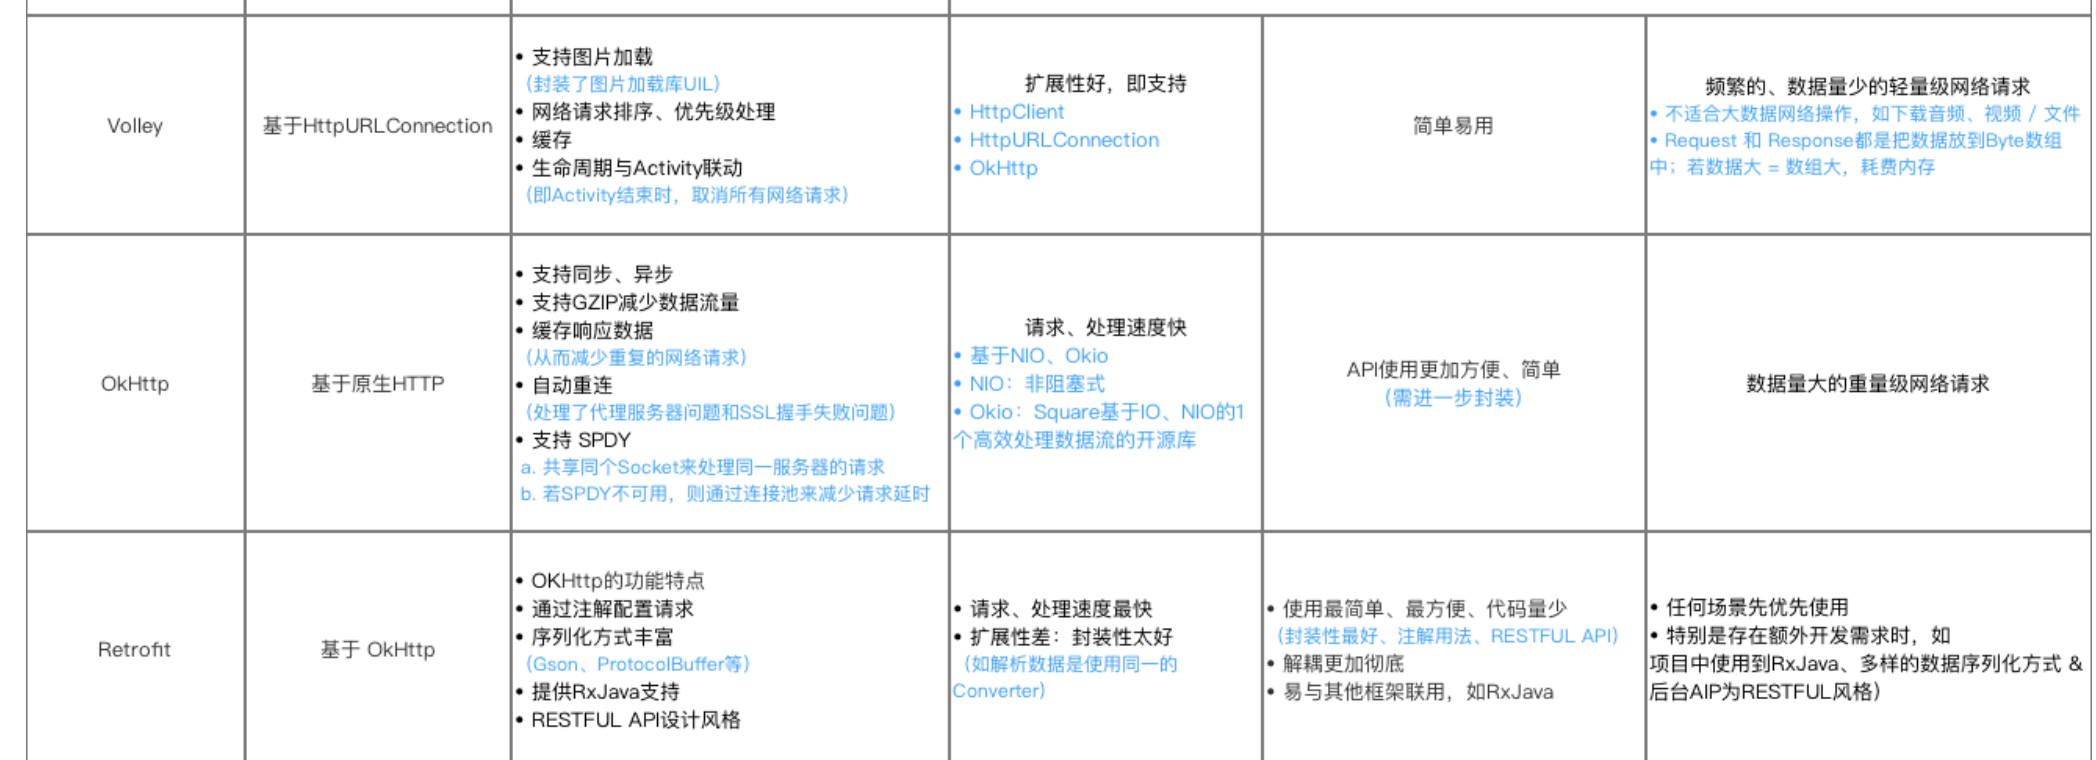 Volley
基于HttpURLConnection
• 支持图片加载
（封装了图片加载库UIL）
• 网络请求排序、优先级处理
• 缓存
• 生命周期与Activity联动
（即Activity结束时，取消所有网络请求）
扩展性好，即支持
• HttpClient
• HttpURLConnection
• OkHttp
简单易用
频繁的、数据量少的轻量级网络请求
• 不适合大数据网络操作，如下载音频、视频 / 文件
• Request 和 Response都是把数据放到Byte数组
中；若数据大 = 数组大，耗费内存
OkHttp
基于原生HTTP
• 支持同步、异步
• 支持GZIP减少数据流量
• 缓存响应数据
（从而减少重复的网络请求）
• 自动重连
（处理了代理服务器问题和SSL握手失败问题）
• 支持 SPDY
a. 共享同个Socket来处理同一服务器的请求
b. 若SPDY不可用，则通过连接池来减少请求延时
请求、处理速度快
• 基于NIO、Okio
• NIO：非阻塞式
• Okio：Square基于IO、NIO的1
个高效处理数据流的开源库
API使用更加方便、简单
（需进一步封装）
数据量大的重量级网络请求
Retrofit
基于 OkHttp
• OKHttp的功能特点
• 通过注解配置请求
• 序列化方式丰富
（Gson、ProtocolBuffer等）
• 提供RxJava支持
• RESTFUL API设计风格
• 请求、处理速度最快
• 扩展性差：封装性太好
（如解析数据是使用同一的
Converter）
• 使用最简单、最方便、代码量少
（封装性最好、注解用法、RESTFUL API）
• 解耦更加彻底
• 易与其他框架联用，如RxJava
• 任何场景先优先使用
• 特别是存在额外开发需求时，如
项目中使用到RxJava、多样的数据序列化方式 &
后台AIP为RESTFUL风格）